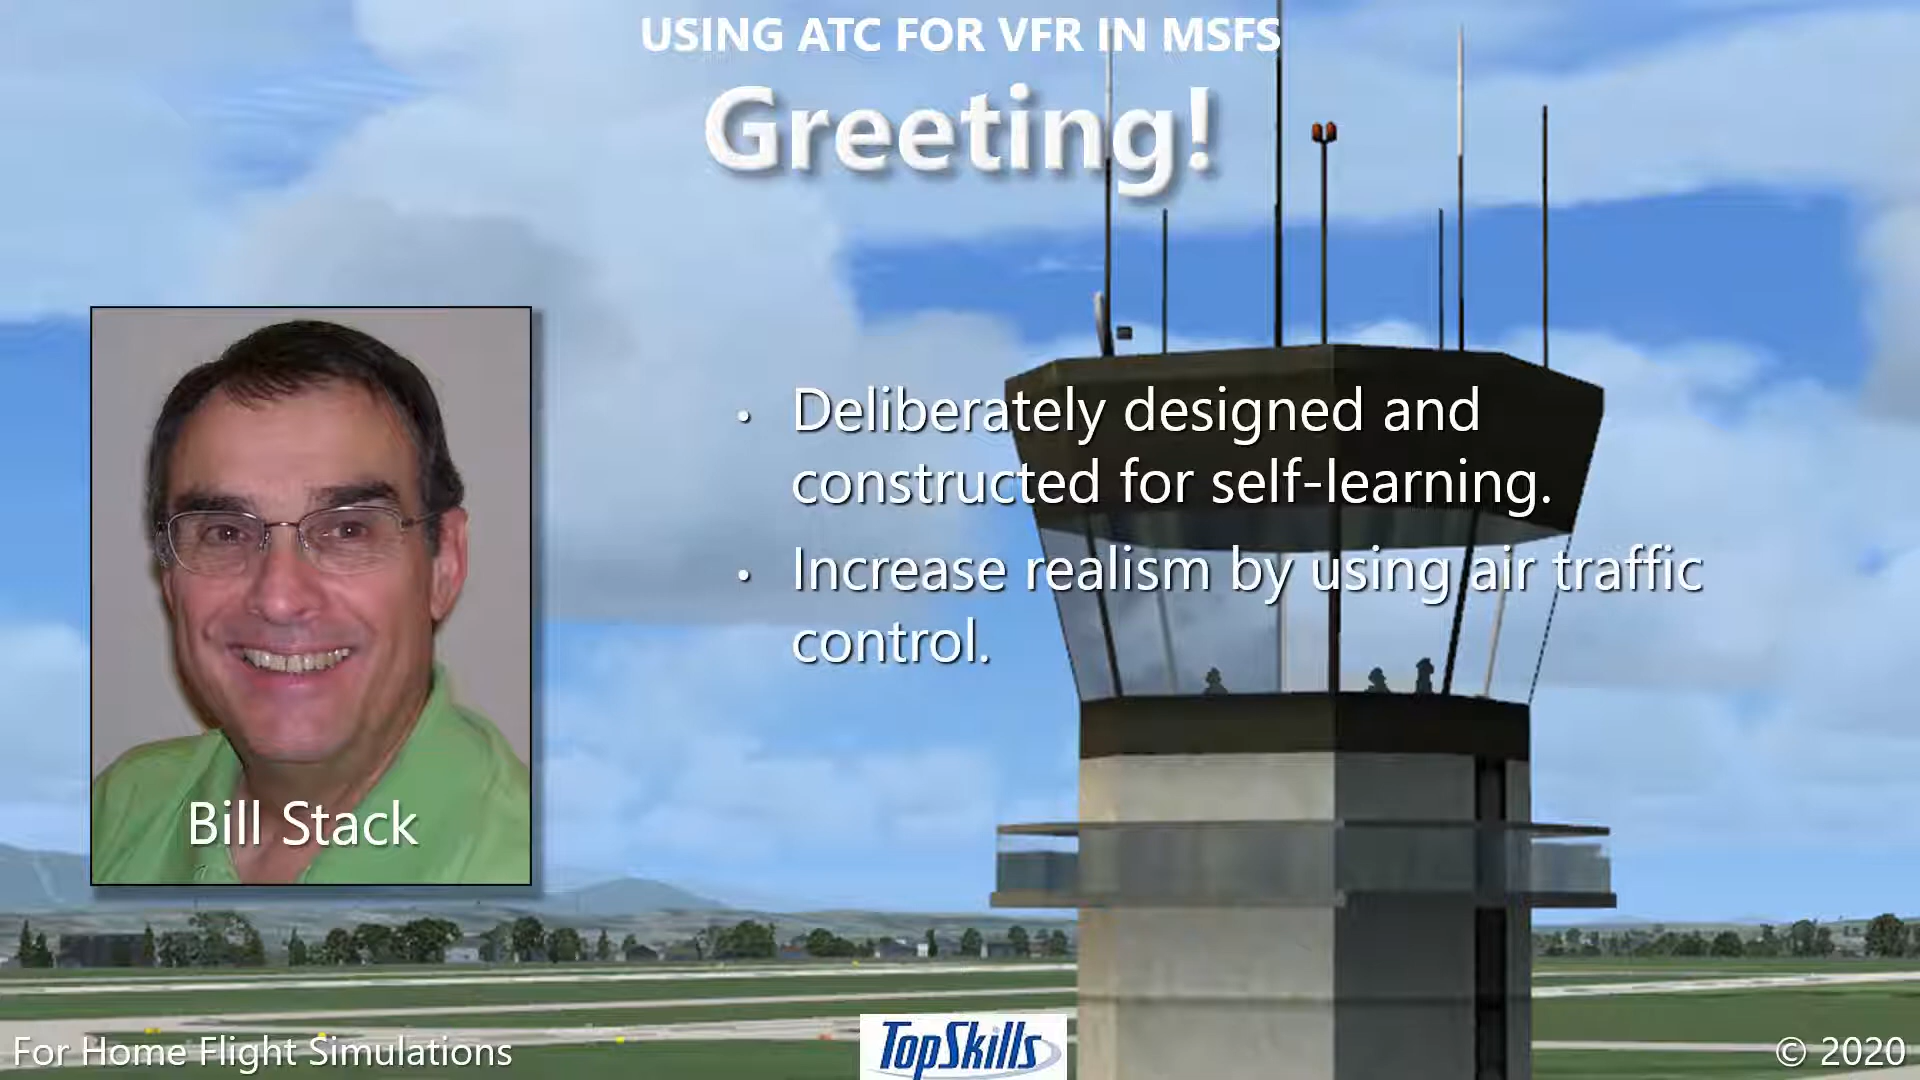 USING ATC FOR VFR IN MSFS
Greeting!
• Deliberately designed and
constructed for self-learning.
• Increase realism by using air traffic
control.
Bill Stack
For Home Flight Simulations
TopSkills
© 2020